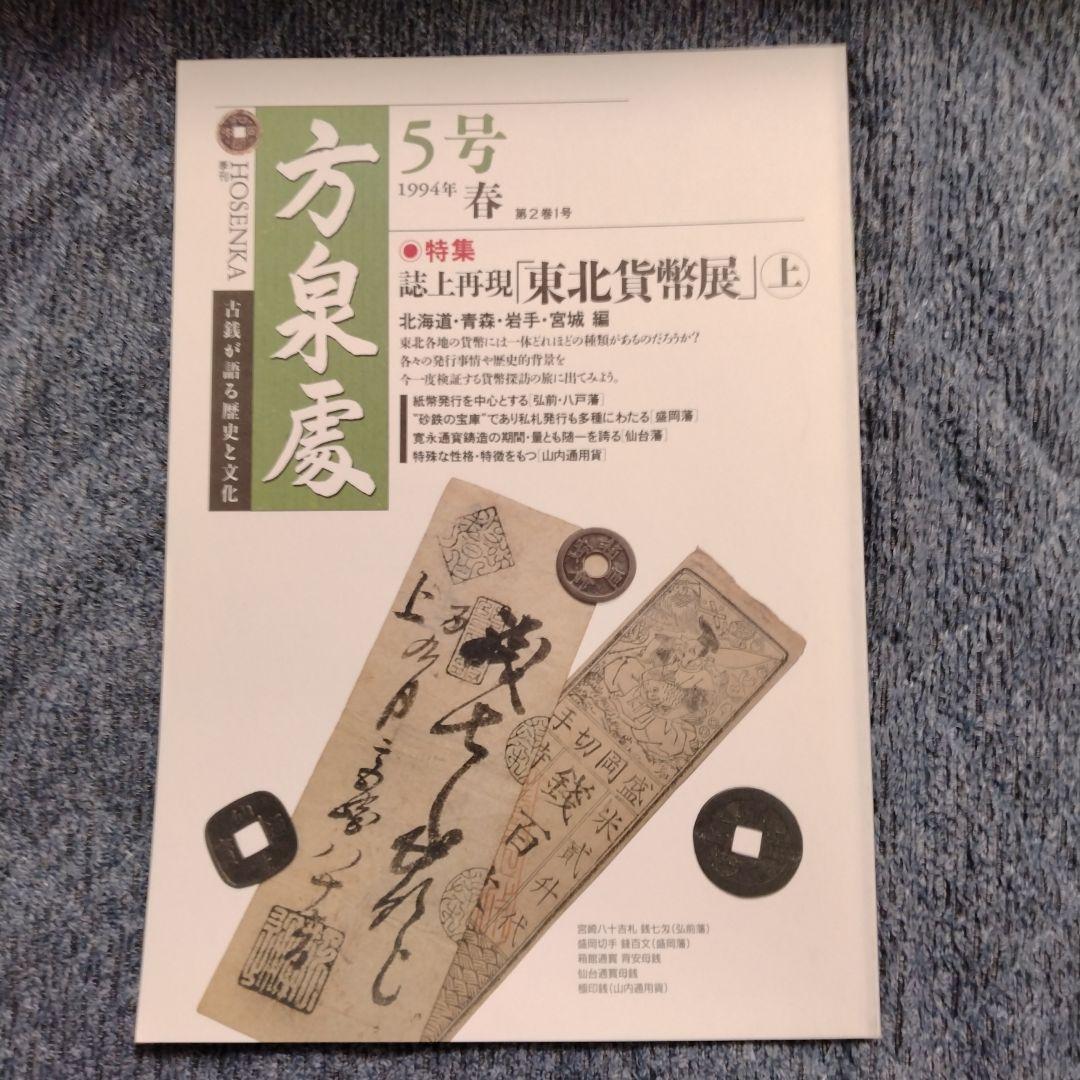 季刊
HOSENKA
方泉處
古銭が語る歴史と文化
5号
1994年 春 第2巻1号
特集
誌上再現「東北貨幣展」上
北海道・青森・岩手・宮城 編
東北各地の貨幣には一体どれほどの種類があるのだろうか?
各々の発行事情や歴史的背景を
今一度検証する貨幣探訪の旅に出てみよう。
紙幣発行を中心とする[弘前・八戸藩]
"砂鉄の宝庫"であり私札発行も多種にわたる[盛岡藩]
寛永通寳鋳造の期間・量とも随一を誇る[仙台藩]
特殊な性格・特徴をもつ[山内通用貨]
盛岡切手
米貳升
銭百
代
宮崎八十吉札 銭七匁(弘前藩)
盛岡切手 銭百文(盛岡藩)
箱館通寳 背安母銭
仙台通寳母銭
極印銭(山内通用貨)